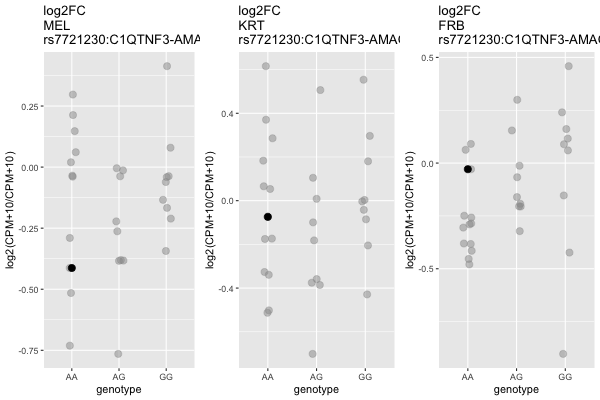 log2FC
MEL
rs7721230:C1QTNF3-AMA
log2(CPM+10/CPM+10)
0.25
0.00
-0.25
-0.50
-0.75
AA AG GG
genotype
log2FC
KRT
rs7721230:C1QTNF3-AMA
log2(CPM+10/CPM+10)
0.4
0.0
-0.4
AA AG GG
genotype
log2FC
FRB
rs7721230:C1QTNF3-AMA
log2(CPM+10/CPM+10)
0.5
0.0
-0.5
AA AG GG
genotype